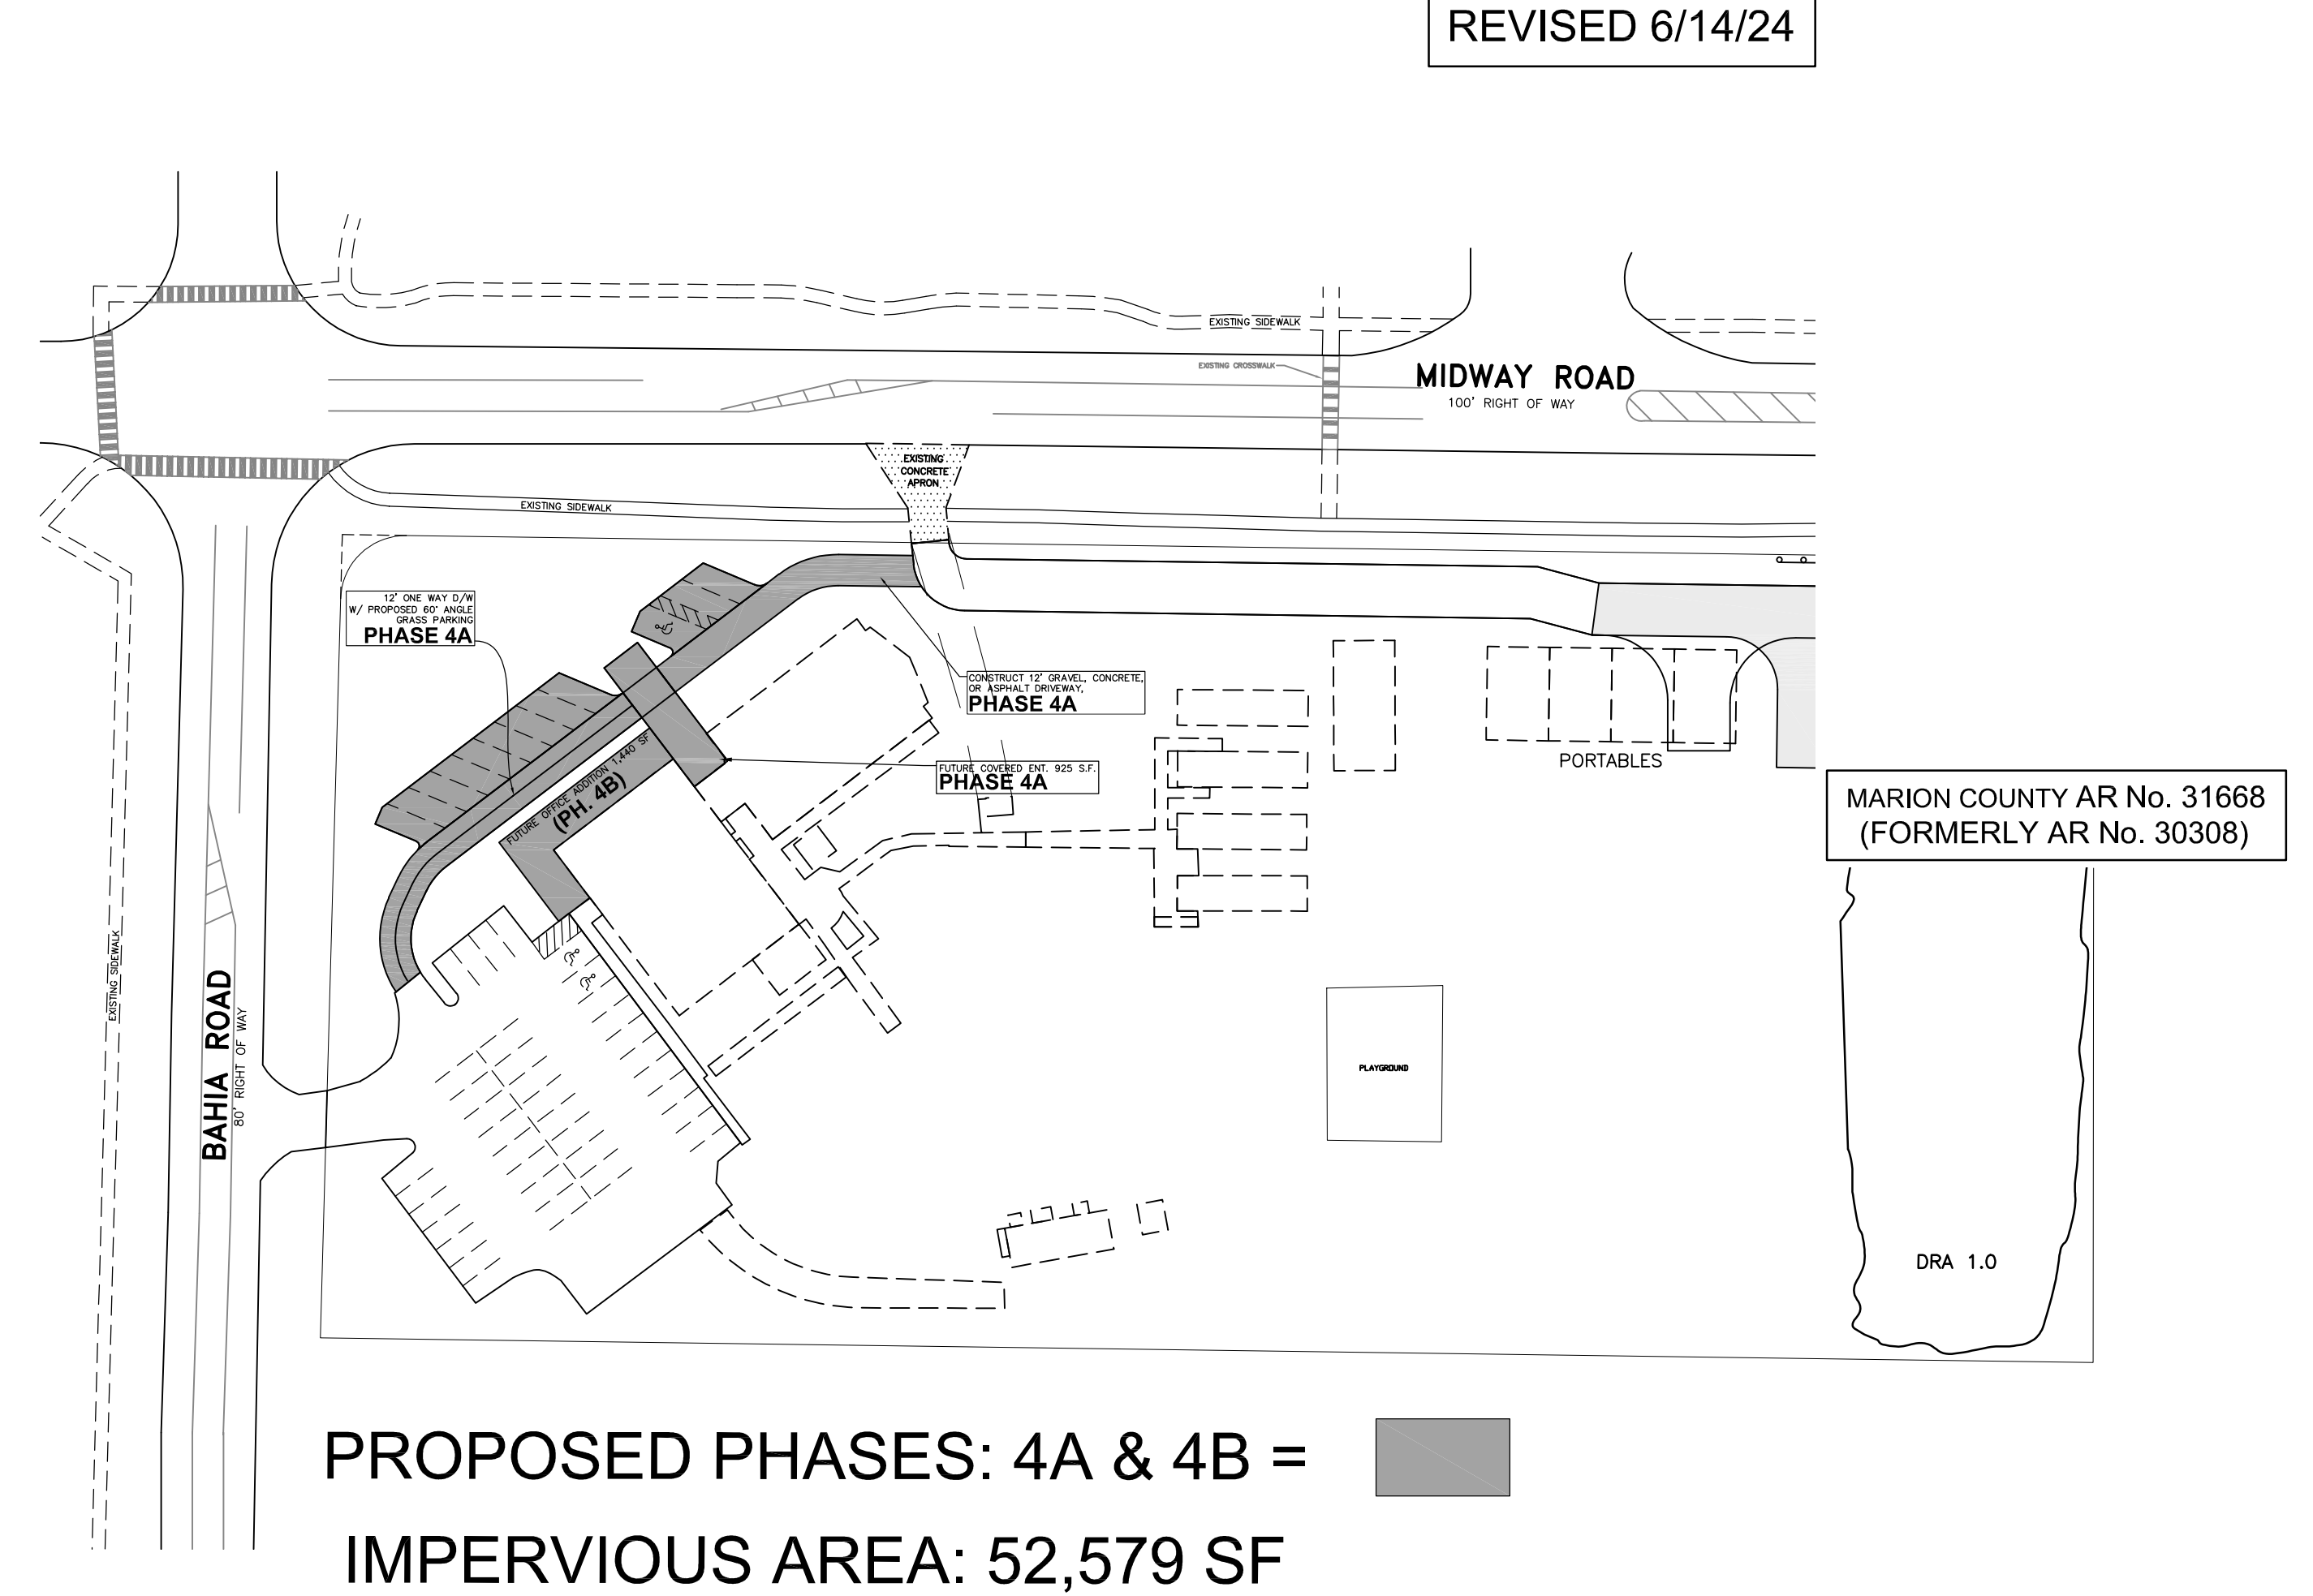 REVISED 6/14/24
EXISTING SIDEWALK
EXISTING CROSSWALK
MIDWAY ROAD
100' RIGHT OF WAY
EXISTING
CONCRETE
APRON
EXISTING SIDEWALK
12' ONE WAY D/W
W/ PROPOSED 60° ANGLE
GRASS PARKING
PHASE 4A
CONSTRUCT 12' GRAVEL, CONCRETE,
OR ASPHALT DRIVEWAY,
PHASE 4A
FUTURE OFFICE ADDITION 1,440 SF
(PH. 4B)
FUTURE COVERED ENT. 925 S.F.
PHASE 4A
PORTABLES
MARION COUNTY AR No. 31668
(FORMERLY AR No. 30308)
EXISTING SIDEWALK
BAHIA ROAD
80' RIGHT OF WAY
PLAYGROUND
DRA 1.0
PROPOSED PHASES: 4A & 4B =
IMPERVIOUS AREA: 52,579 SF